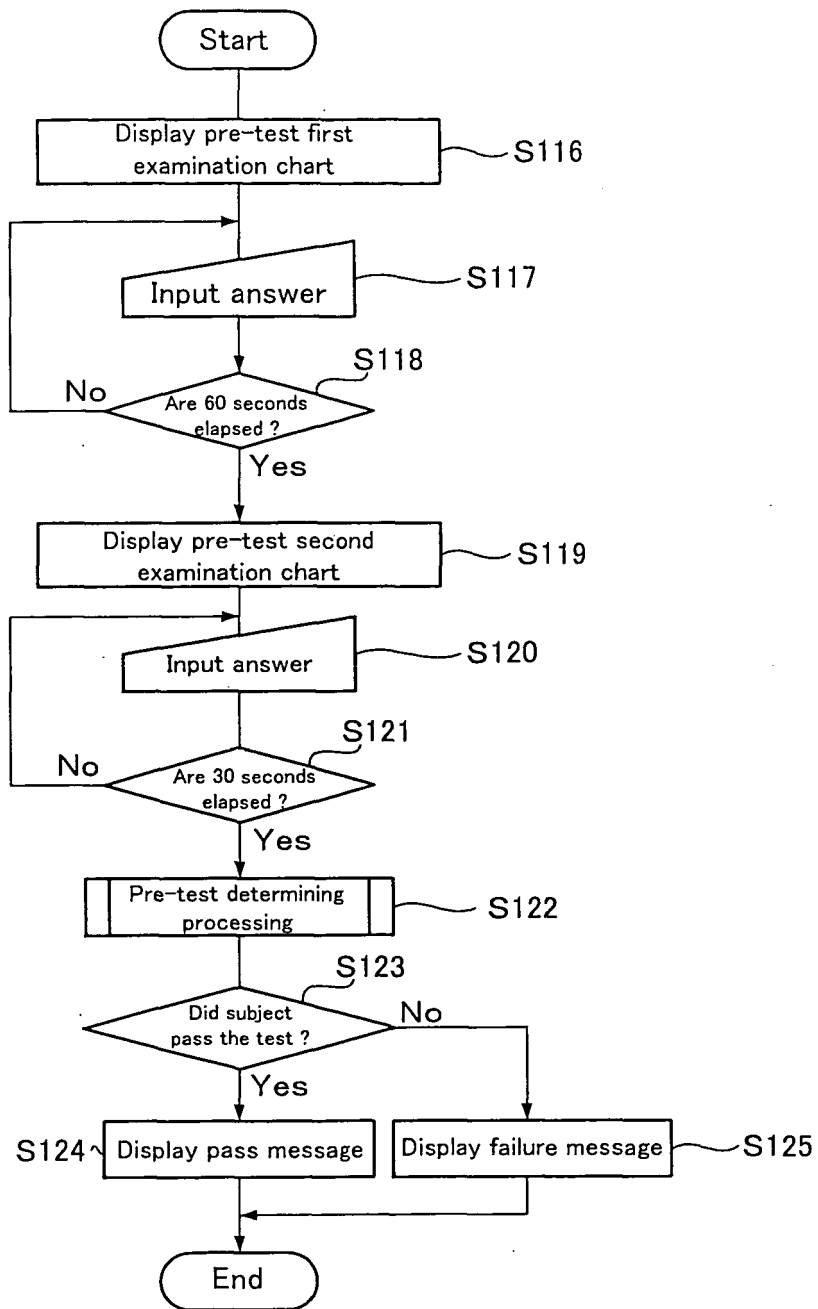 Start
Display pre-test first
examination chart
S116
Input answer
S117
S118
No
Are 60 seconds
elapsed ?
Yes
Display pre-test second
examination chart
S119
Input answer
S120
S121
No
Are 30 seconds
elapsed ?
Yes
Pre-test determining
processing
S122
S123
Did subject
pass the test ?
No
Yes
S124
Display pass message
Display failure message
S125
End